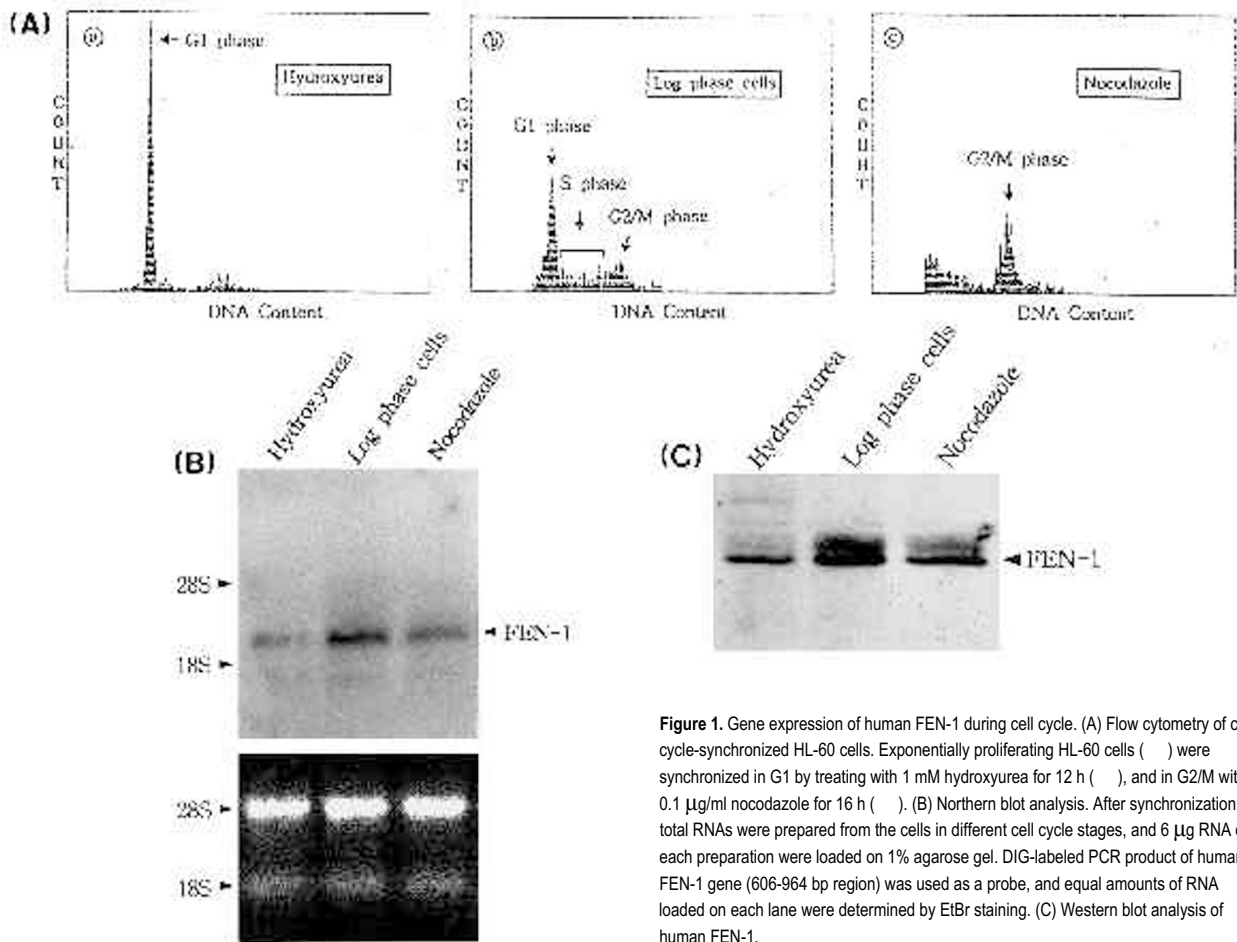 (A)
ⓐ
G1 phase
Hydroxyurea
COUNT
DNA Content
ⓑ
Log phase cells
G1 phase
S phase
G2/M phase
COUNT
DNA Content
ⓒ
Nocodazole
G2/M phase
COUNT
DNA Content
(B)
Hydroxyurea
Log phase cells
Nocodazole
28S
FEN-1
18S
28S
18S
(C)
Hydroxyurea
Log phase cells
Nocodazole
FEN-1
Figure 1. Gene expression of human FEN-1 during cell cycle. (A) Flow cytometry of c
cycle-synchronized HL-60 cells. Exponentially proliferating HL-60 cells ( ) were
synchronized in G1 by treating with 1 mM hydroxyurea for 12 h ( ), and in G2/M wit
0.1 μg/ml nocodazole for 16 h ( ). (B) Northern blot analysis. After synchronization
total RNAs were prepared from the cells in different cell cycle stages, and 6 μg RNA
each preparation were loaded on 1% agarose gel. DIG-labeled PCR product of human
FEN-1 gene (606-964 bp region) was used as a probe, and equal amounts of RNA
loaded on each lane were determined by EtBr staining. (C) Western blot analysis of
human FEN-1.